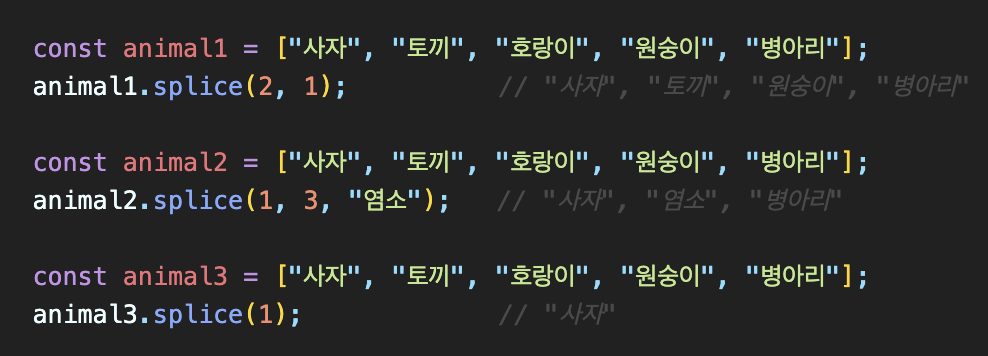 const animal1 = ["사자", "토끼", "호랑이", "원숭이", "병아리"];
animal1.splice(2, 1); // "사자", "토끼", "원숭이", "병아리"
const animal2 = ["사자", "토끼", "호랑이", "원숭이", "병아리"];
animal2.splice(1, 3, "염소"); // "사자", "염소", "병아리"
const animal3 = ["사자", "토끼", "호랑이", "원숭이", "병아리"];
animal3.splice(1); // "사자"